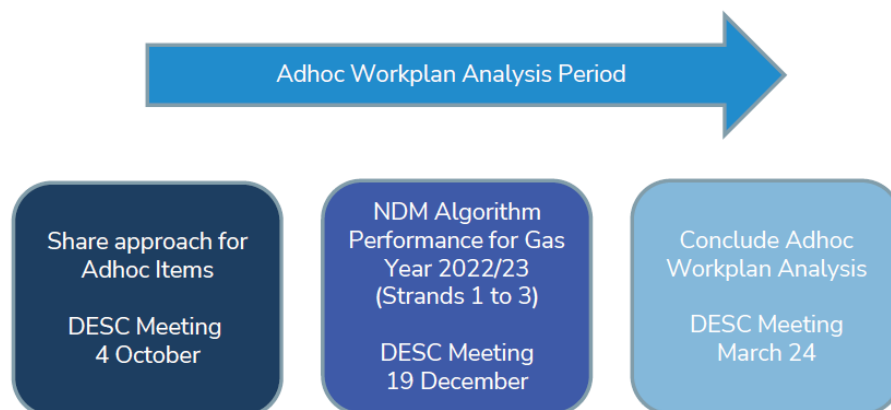 Adhoc Workplan Analysis Period
Share approach for
Adhoc Items
DESC Meeting
4 October
NDM Algorithm
Performance for Gas
Year 2022/23
(Strands 1 to 3)
DESC Meeting
19 December
Conclude Adhoc
Workplan Analysis
DESC Meeting
March 24